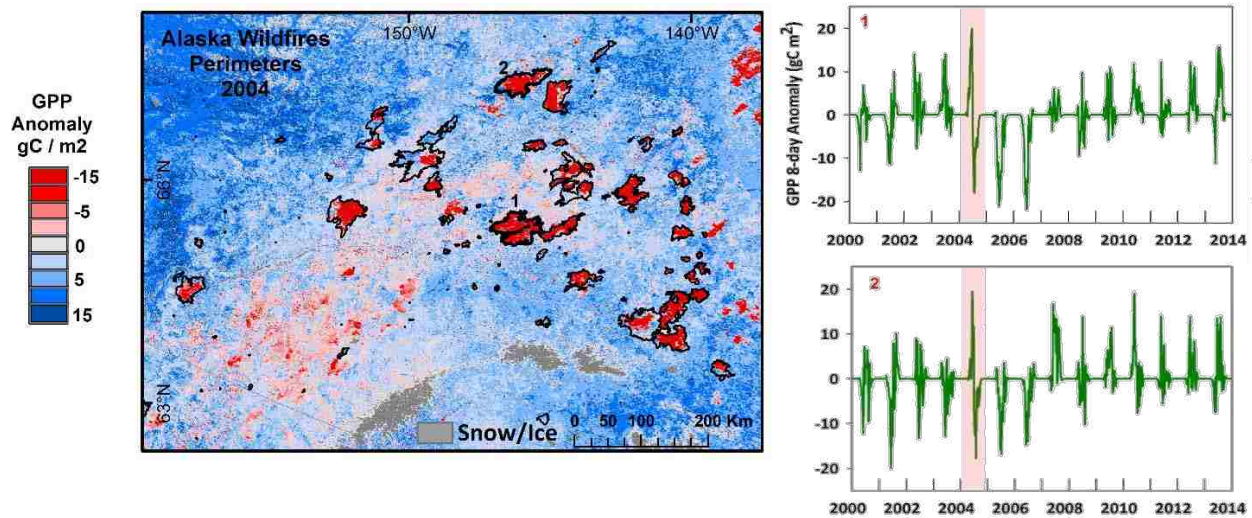 GPP
Anomaly
gC / m2
-15
-5
0
5
15
Alaska Wildfires
Perimeters
2004
150°W
140°W
66°N
63°N
2
1
Snow/Ice
0 50 100 200 Km
1
GPP 8-day Anomaly (gC m²)
20
10
0
-10
-20
2000 2002 2004 2006 2008 2010 2012 2014
2
20
10
0
-10
-20
2000 2002 2004 2006 2008 2010 2012 2014